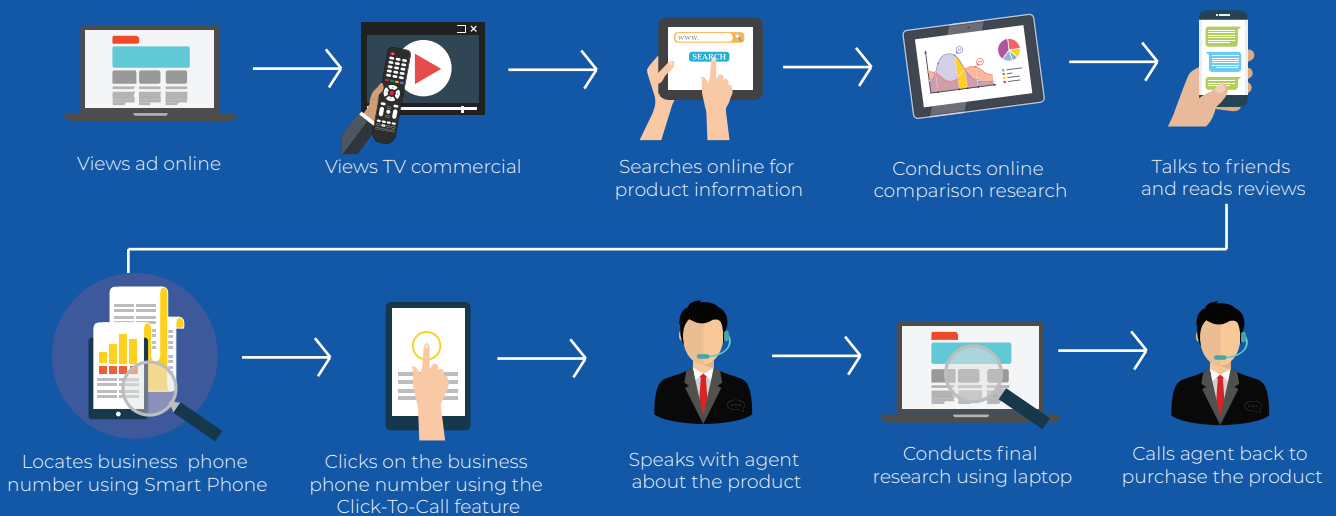 WWW.
SEARCH
Views ad online
Views TV commercial
Searches online for
product information
Conducts online
comparison research
Talks to friends
and reads reviews
Locates business phone
number using Smart Phone
Clicks on the business
phone number using the
Click-To-Call feature
Speaks with agent
about the product
Conducts final
research using laptop
Calls agent back to
purchase the product